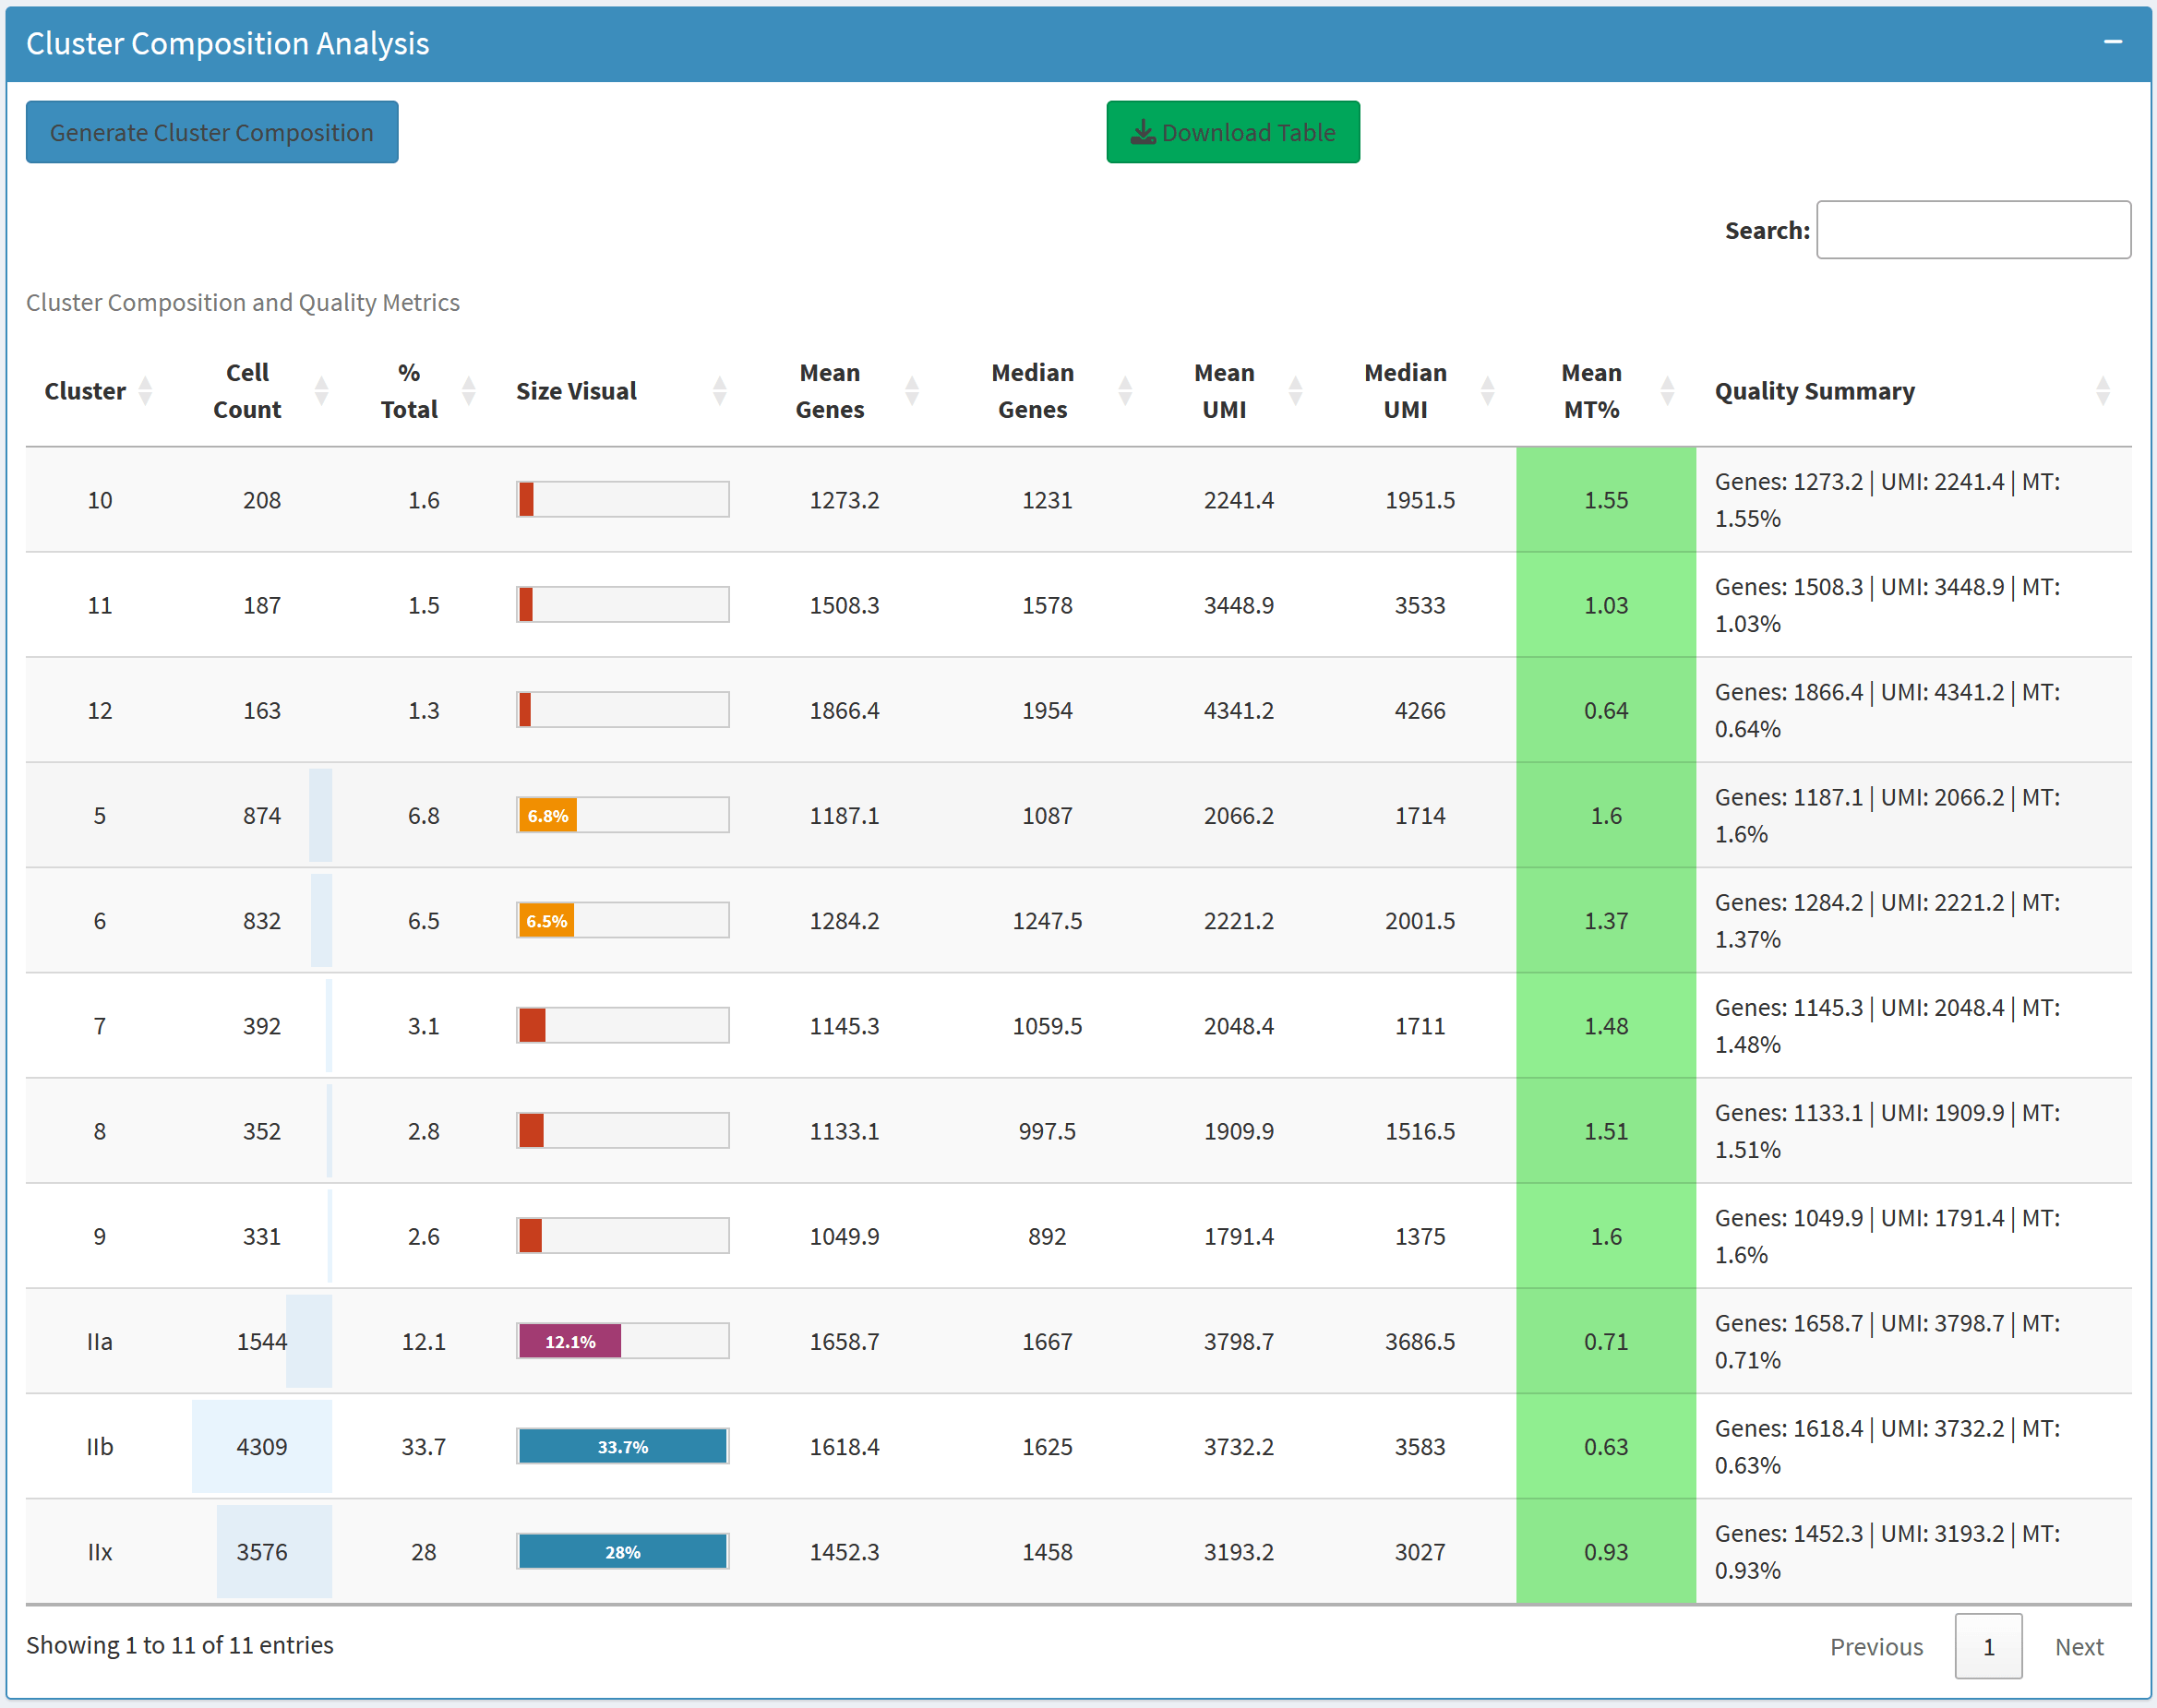 Cluster Composition Analysis
Generate Cluster Composition
Download Table
Search:
Cluster Composition and Quality Metrics
Cluster Cell Count % Total Size Visual Mean Genes Median Genes Mean UMI Median UMI Mean MT% Quality Summary
10 208 1.6 1273.2 1231 2241.4 1951.5 1.55 Genes: 1273.2 | UMI: 2241.4 | MT: 1.55%
11 187 1.5 1508.3 1578 3448.9 3533 1.03 Genes: 1508.3 | UMI: 3448.9 | MT: 1.03%
12 163 1.3 1866.4 1954 4341.2 4266 0.64 Genes: 1866.4 | UMI: 4341.2 | MT: 0.64%
5 874 6.8 6.8% 1187.1 1087 2066.2 1714 1.6 Genes: 1187.1 | UMI: 2066.2 | MT: 1.6%
6 832 6.5 6.5% 1284.2 1247.5 2221.2 2001.5 1.37 Genes: 1284.2 | UMI: 2221.2 | MT: 1.37%
7 392 3.1 1145.3 1059.5 2048.4 1711 1.48 Genes: 1145.3 | UMI: 2048.4 | MT: 1.48%
8 352 2.8 1133.1 997.5 1909.9 1516.5 1.51 Genes: 1133.1 | UMI: 1909.9 | MT: 1.51%
9 331 2.6 1049.9 892 1791.4 1375 1.6 Genes: 1049.9 | UMI: 1791.4 | MT: 1.6%
IIa 1544 12.1 12.1% 1658.7 1667 3798.7 3686.5 0.71 Genes: 1658.7 | UMI: 3798.7 | MT: 0.71%
IIb 4309 33.7 33.7% 1618.4 1625 3732.2 3583 0.63 Genes: 1618.4 | UMI: 3732.2 | MT: 0.63%
IIx 3576 28 28% 1452.3 1458 3193.2 3027 0.93 Genes: 1452.3 | UMI: 3193.2 | MT: 0.93%
Showing 1 to 11 of 11 entries
Previous 1 Next